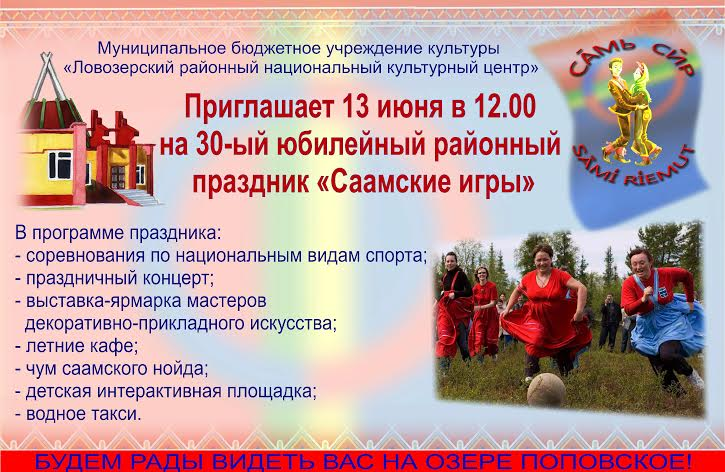 Муниципальное бюджетное учреждение культуры
«Ловозерский районный национальный культурный центр»
Приглашает 13 июня в 12.00
на 30-ый юбилейный районный
праздник «Саамские игры»
СА̄МЬ СӢР
SÄMÍ RIEMUT
В программе праздника:
- соревнования по национальным видам спорта;
- праздничный концерт;
- выставка-ярмарка мастеров
декоративно-прикладного искусства;
- летние кафе;
- чум саамского нойда;
- детская интерактивная площадка;
- водное такси.
БУДЕМ РАДЫ ВИДЕТЬ ВАС НА ОЗЕРЕ ПОПОВСКОЕ!